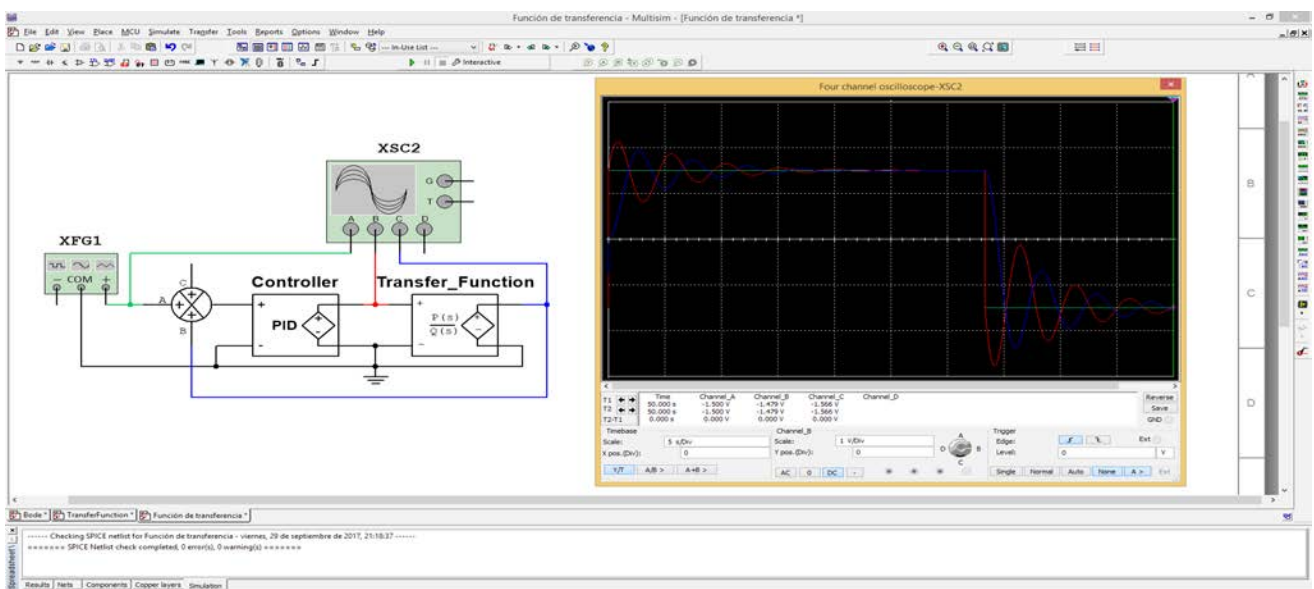 Función de transferencia - Multisim - [Función de transferencia *]
File Edit View Place MCU Simulate Transfer Tools Reports Options Window Help
--- In-Use List ---
Interactive
Four channel oscilloscope-XSC2
XSC2
G
T
A B C D
XFG1
COM
+
C
A
B
Controller
PID
Transfer_Function
P(s)
Q(s)
B
C
D
Time Channel_A Channel_B Channel_C Channel_D
T1 50.000 s -1.500 V -1.479 V -1.566 V
T2 50.000 s -1.500 V -1.479 V -1.566 V
T2-T1 0.000 s 0.000 V 0.000 V 0.000 V
Reverse
Save
GND
Timebase
Scale: 5 s/Div
X pos.(Div): 0
Y/T A/B > A+B >
Channel_B
Scale: 1 V/Div
Y pos.(Div): 0
AC 0 DC -
A
B
C
D
Trigger
Edge: Ext
Level: 0 V
Single Normal Auto None A > Ext
Bode * TransferFunction * Función de transferencia *
------ Checking SPICE netlist for Función de transferencia - viernes, 29 de septiembre de 2017, 21:18:37 ------
======= SPICE Netlist check completed, 0 error(s), 0 warning(s) =======
Spreadsheet
Results Nets Components Copper layers Simulation